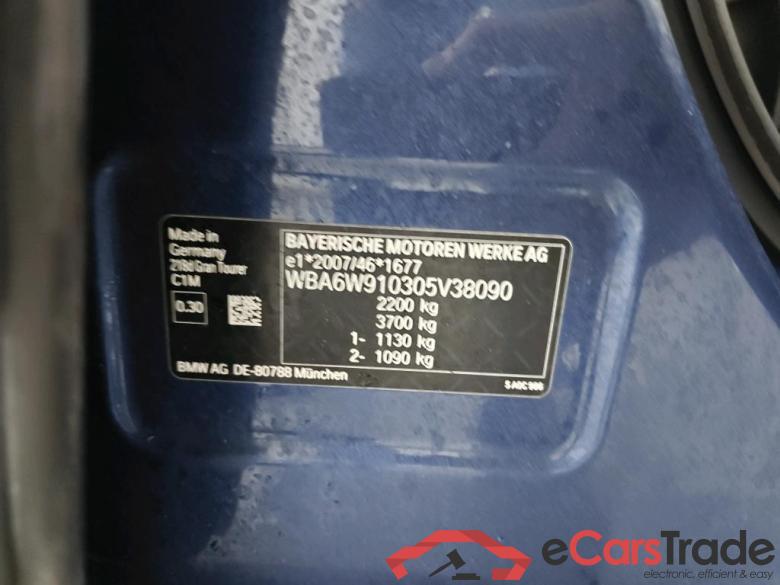 Made in
Germany
218d Gran Tourer
C1M
0.30
BAYERISCHE MOTOREN WERKE AG
e1*2007/46*1677
WBA6W910305V38090
2200 kg
3700 kg
1- 1130 kg
2- 1090 kg
BMW AG DE-80788 München
eCarsTrade
electronic, efficient & easy